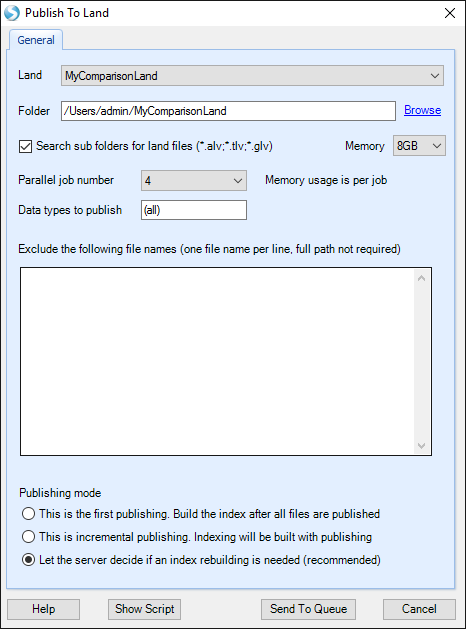 Publish To Land
General
Land MyComparisonLand
Folder /Users/admin/MyComparisonLand Browse
Search sub folders for land files (*.alv;*.tlv;*.glv) Memory 8GB
Parallel job number 4 Memory usage is per job
Data types to publish (all)
Exclude the following file names (one file name per line, full path not required)
Publishing mode
This is the first publishing. Build the index after all files are published
This is incremental publishing. Indexing will be built with publishing
Let the server decide if an index rebuilding is needed (recommended)
Help Show Script Send To Queue Cancel